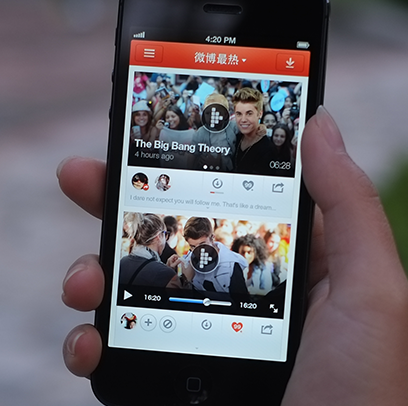 4:20 PM
微博最热
The Big Bang Theory
4 hours ago
06:28
I dare not expect you will follow me. That's like a dream...
16:20
16:20